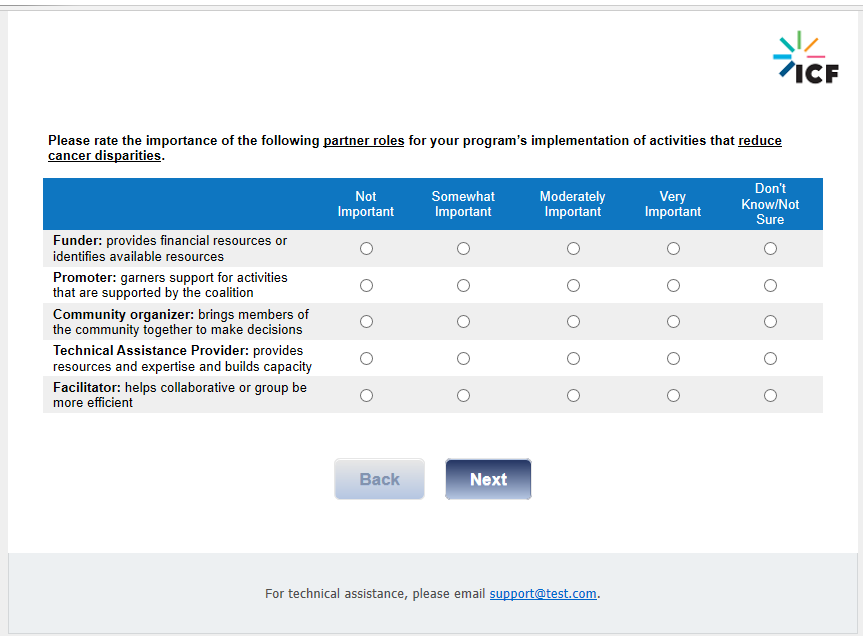 ICF
Please rate the importance of the following partner roles for your program's implementation of activities that reduce
cancer disparities.
Not
Important
Somewhat
Important
Moderately
Important
Very
Important
Don't
Know/Not
Sure
Funder: provides financial resources or
identifies available resources
Promoter: garners support for activities
that are supported by the coalition
Community organizer: brings members of
the community together to make decisions
Technical Assistance Provider: provides
resources and expertise and builds capacity
Facilitator: helps collaborative or group be
more efficient
Back
Next
For technical assistance, please email support@test.com.